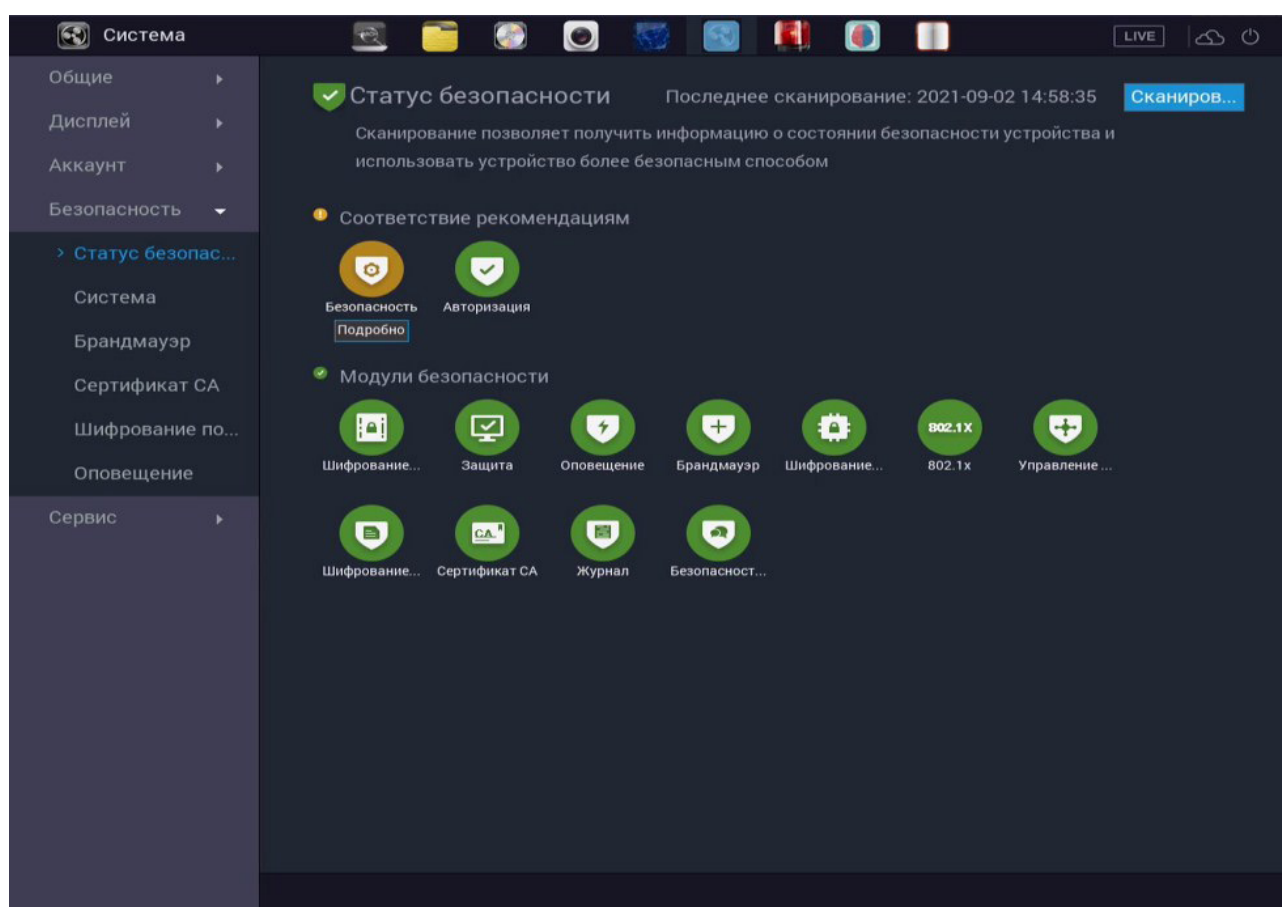 Система
LIVE
Общие
Дисплей
Аккаунт
Безопасность
> Статус безопас...
Система
Брандмауэр
Сертификат CA
Шифрование по...
Оповещение
Сервис
Статус безопасности
Последнее сканирование: 2021-09-02 14:58:35
Сканиров...
Сканирование позволяет получить информацию о состоянии безопасности устройства и
использовать устройство более безопасным способом
Соответствие рекомендациям
Безопасность
Авторизация
Подробно
Модули безопасности
802.1X
Шифрование...
Защита
Оповещение
Брандмауэр
Шифрование...
802.1x
Управление ...
CA
Шифрование...
Сертификат CA
Журнал
Безопасност...